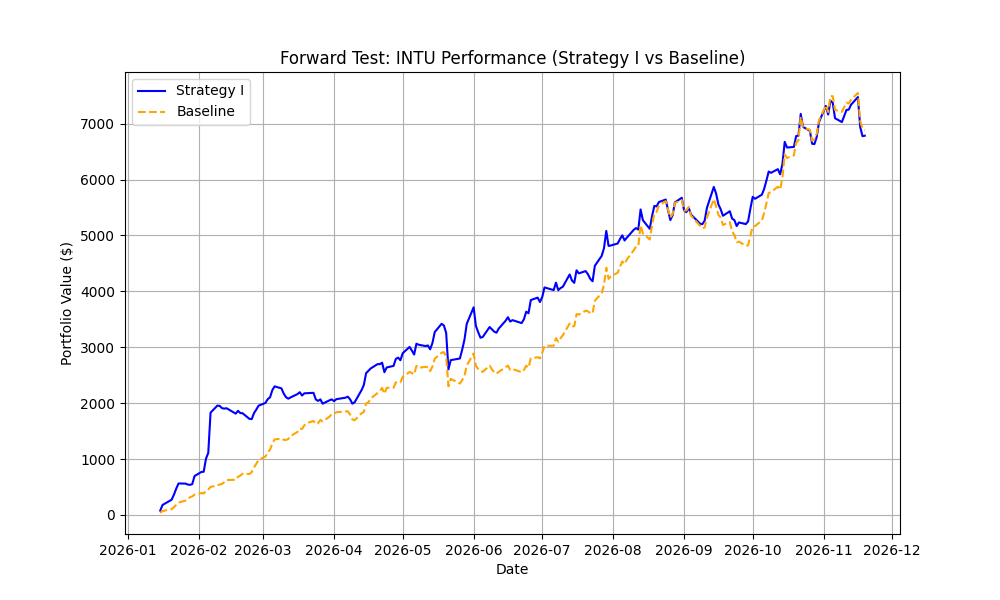 Forward Test: INTU Performance (Strategy I vs Baseline)
Strategy I
Baseline
Portfolio Value ($)
7000
6000
5000
4000
3000
2000
1000
0
2026-01 2026-02 2026-03 2026-04 2026-05 2026-06 2026-07 2026-08 2026-09 2026-10 2026-11 2026-12
Date